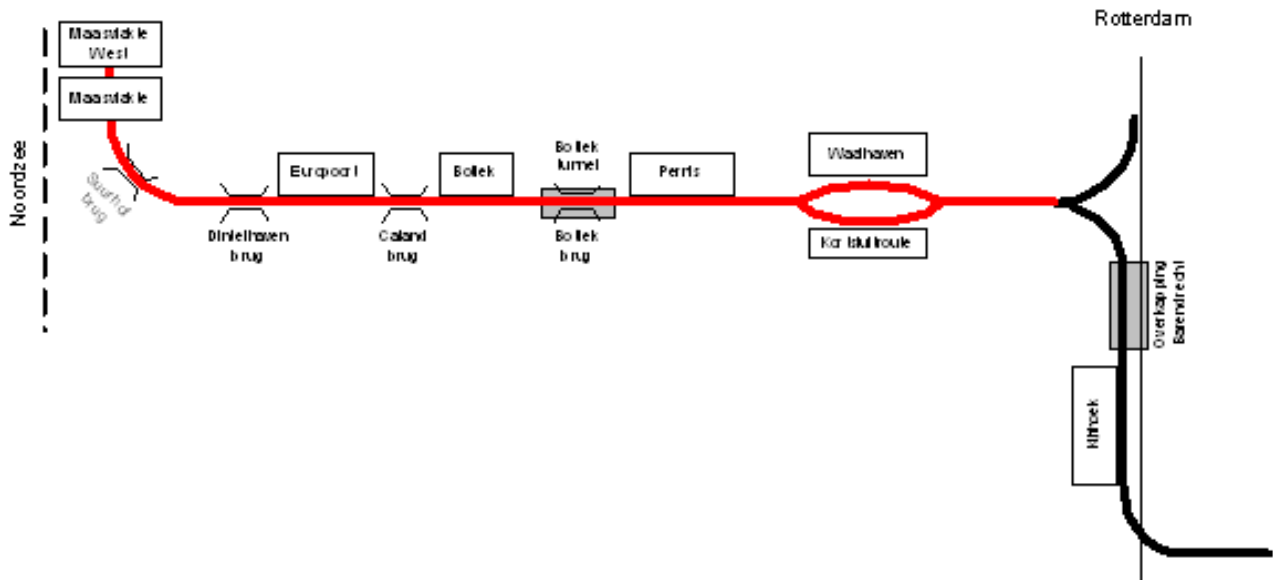 Rotterdam
Maasvlakte
West
Maasvlakte
Noordzee
Suurhof
brug
Europoort
Botlek
Botlek
tunnel
Pernis
Waalhaven
Dintelhaven
brug
Caland
brug
Botlek
brug
Kortsluitroute
Overkapping
Barendrecht
Kijfhoek